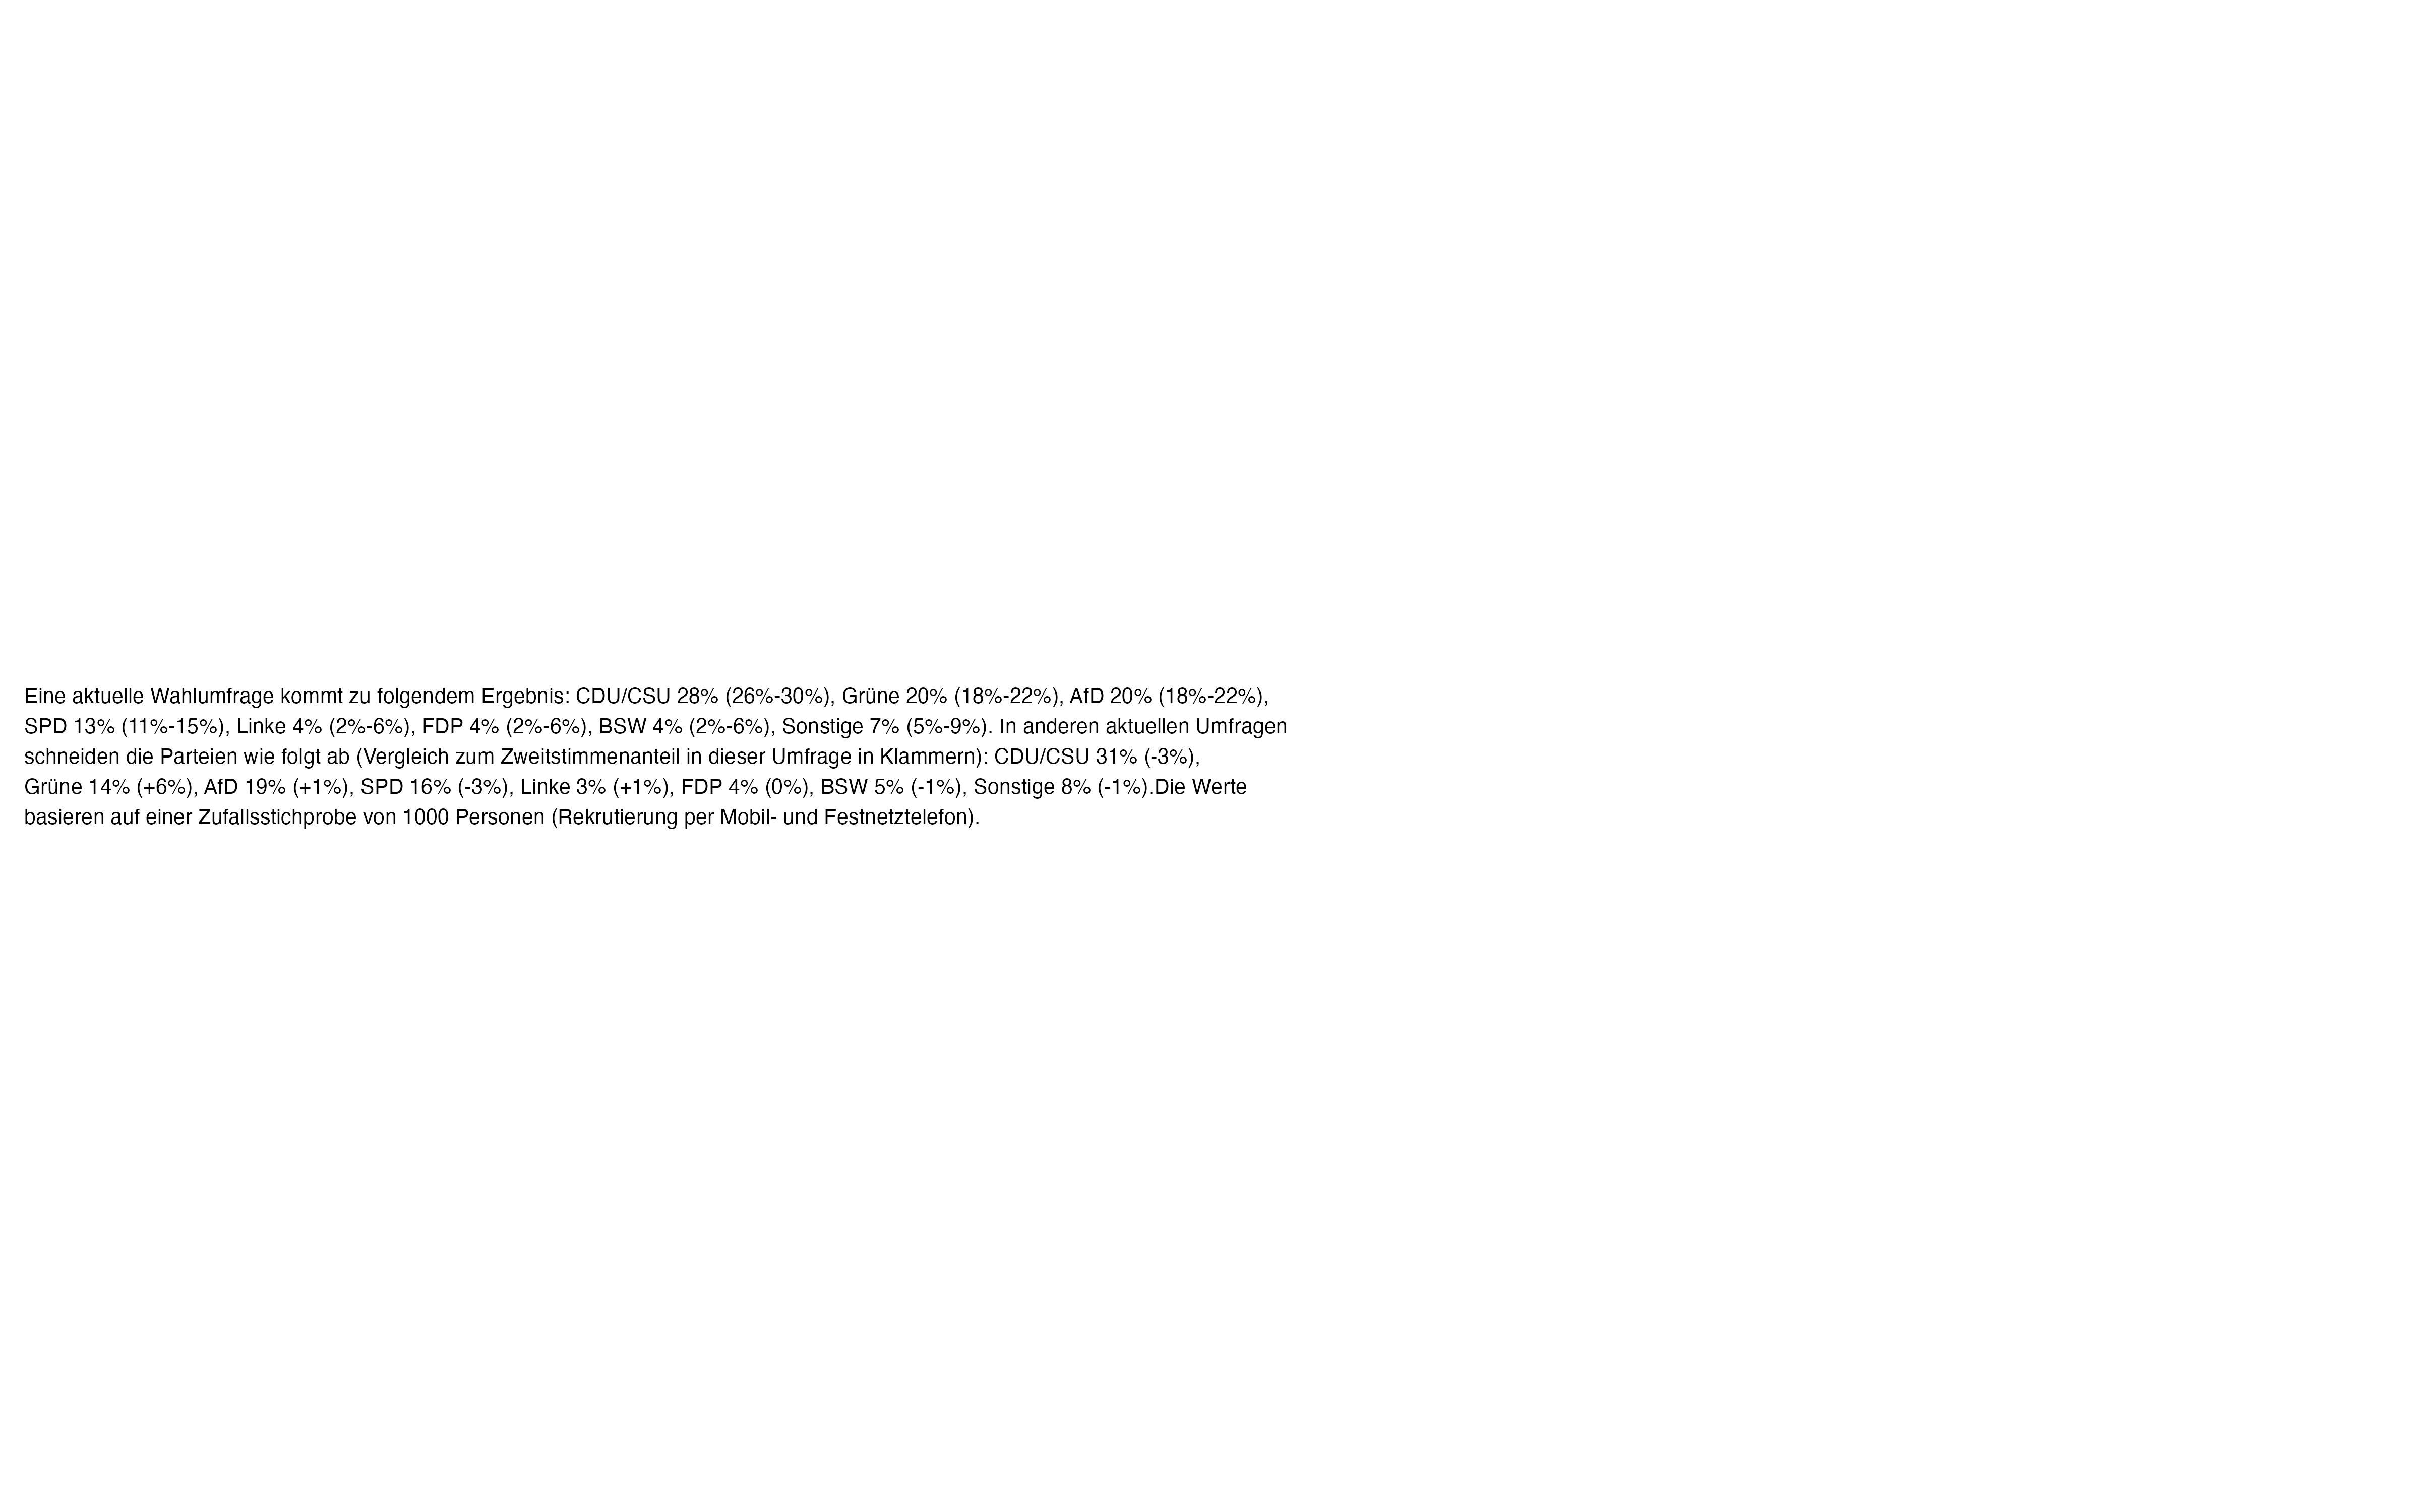 Eine aktuelle Wahlumfrage kommt zu folgendem Ergebnis: CDU/CSU 28% (26%-30%), Grüne 20% (18%-22%), AfD 20% (18%-22%),
SPD 13% (11%-15%), Linke 4% (2%-6%), FDP 4% (2%-6%), BSW 4% (2%-6%), Sonstige 7% (5%-9%). In anderen aktuellen Umfragen
schneiden die Parteien wie folgt ab (Vergleich zum Zweitstimmenanteil in dieser Umfrage in Klammern): CDU/CSU 31% (-3%),
Grüne 14% (+6%), AfD 19% (+1%), SPD 16% (-3%), Linke 3% (+1%), FDP 4% (0%), BSW 5% (-1%), Sonstige 8% (-1%).Die Werte
basieren auf einer Zufallsstichprobe von 1000 Personen (Rekrutierung per Mobil- und Festnetztelefon).